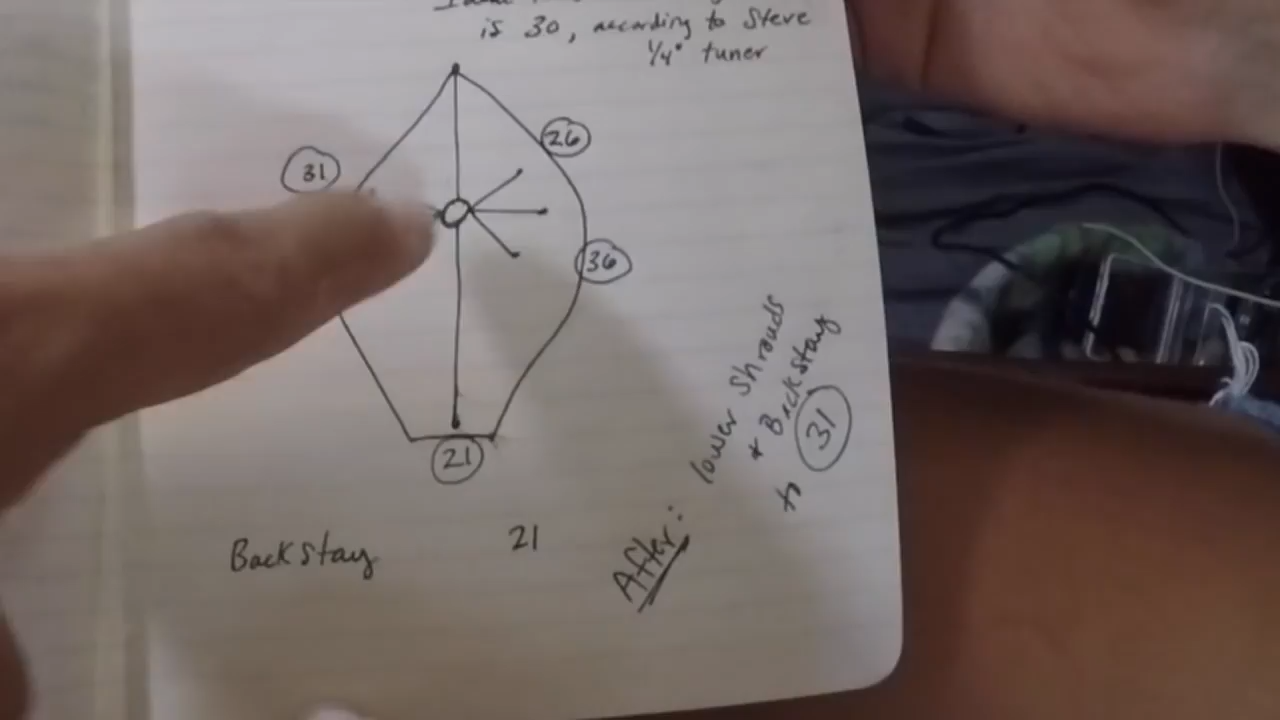 is 30, according to Steve
1/4" tuner
26
31
36
21
Backstay
21
After:
lower shrouds
+ Backstay
to 31